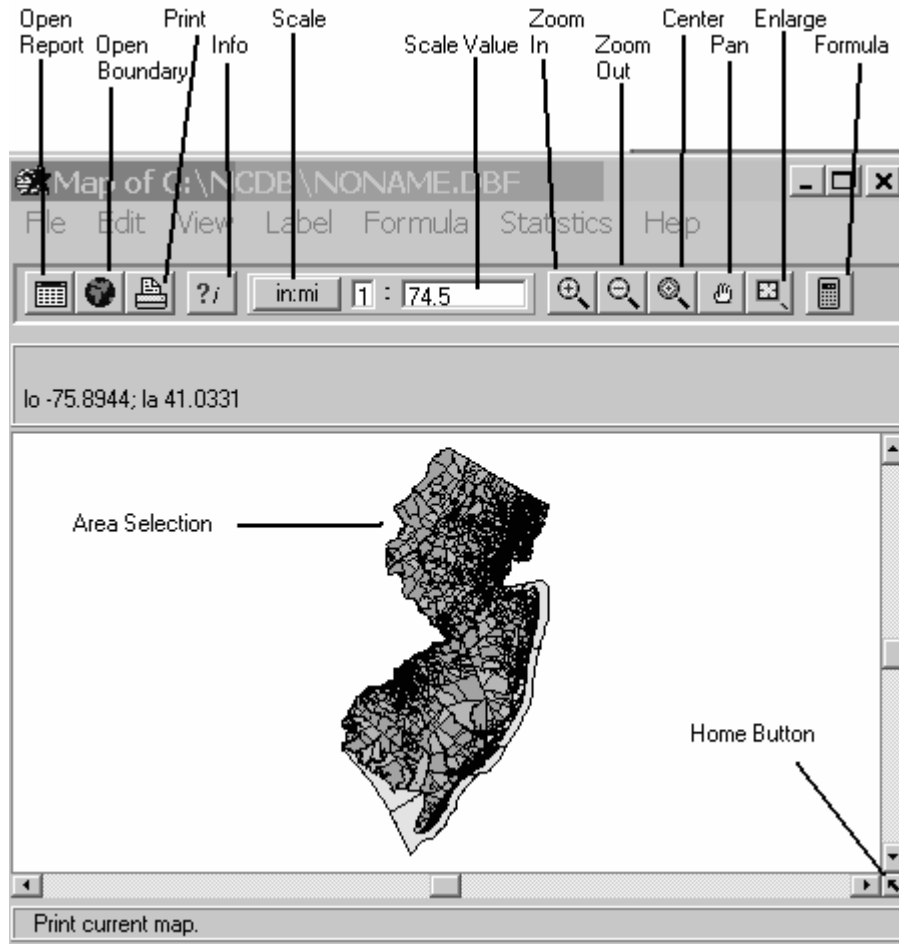 Open Report
Open Boundary
Print
Info
Scale
Scale Value
Zoom In
Zoom Out
Center
Pan
Enlarge
Formula
Map of C:\NCDB\NONAME.DBF
File Edit View Label Formula Statistics Help
?i in:mi 1 : 74.5
lo -75.8944; la 41.0331
Area Selection
Home Button
Print current map.